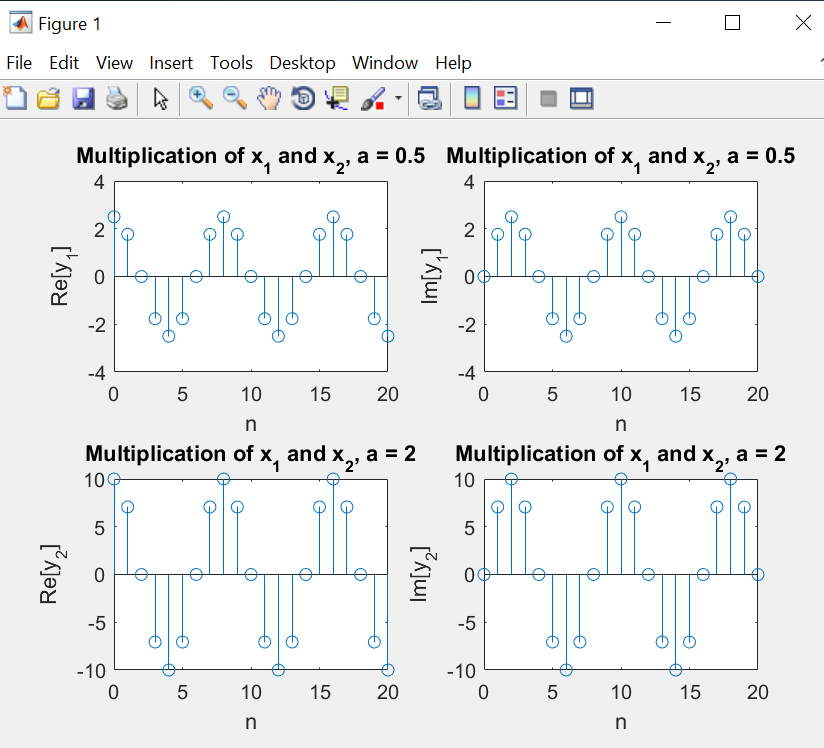 Figure 1
File Edit View Insert Tools Desktop Window Help
Multiplication of x1 and x2, a = 0.5
4
2
0
-2
-4
Re[y1]
0 5 10 15 20
n
Multiplication of x1 and x2, a = 0.5
4
2
0
-2
-4
Im[y1]
0 5 10 15 20
n
Multiplication of x1 and x2, a = 2
10
5
0
-5
-10
Re[y2]
0 5 10 15 20
n
Multiplication of x1 and x2, a = 2
10
5
0
-5
-10
Im[y2]
0 5 10 15 20
n